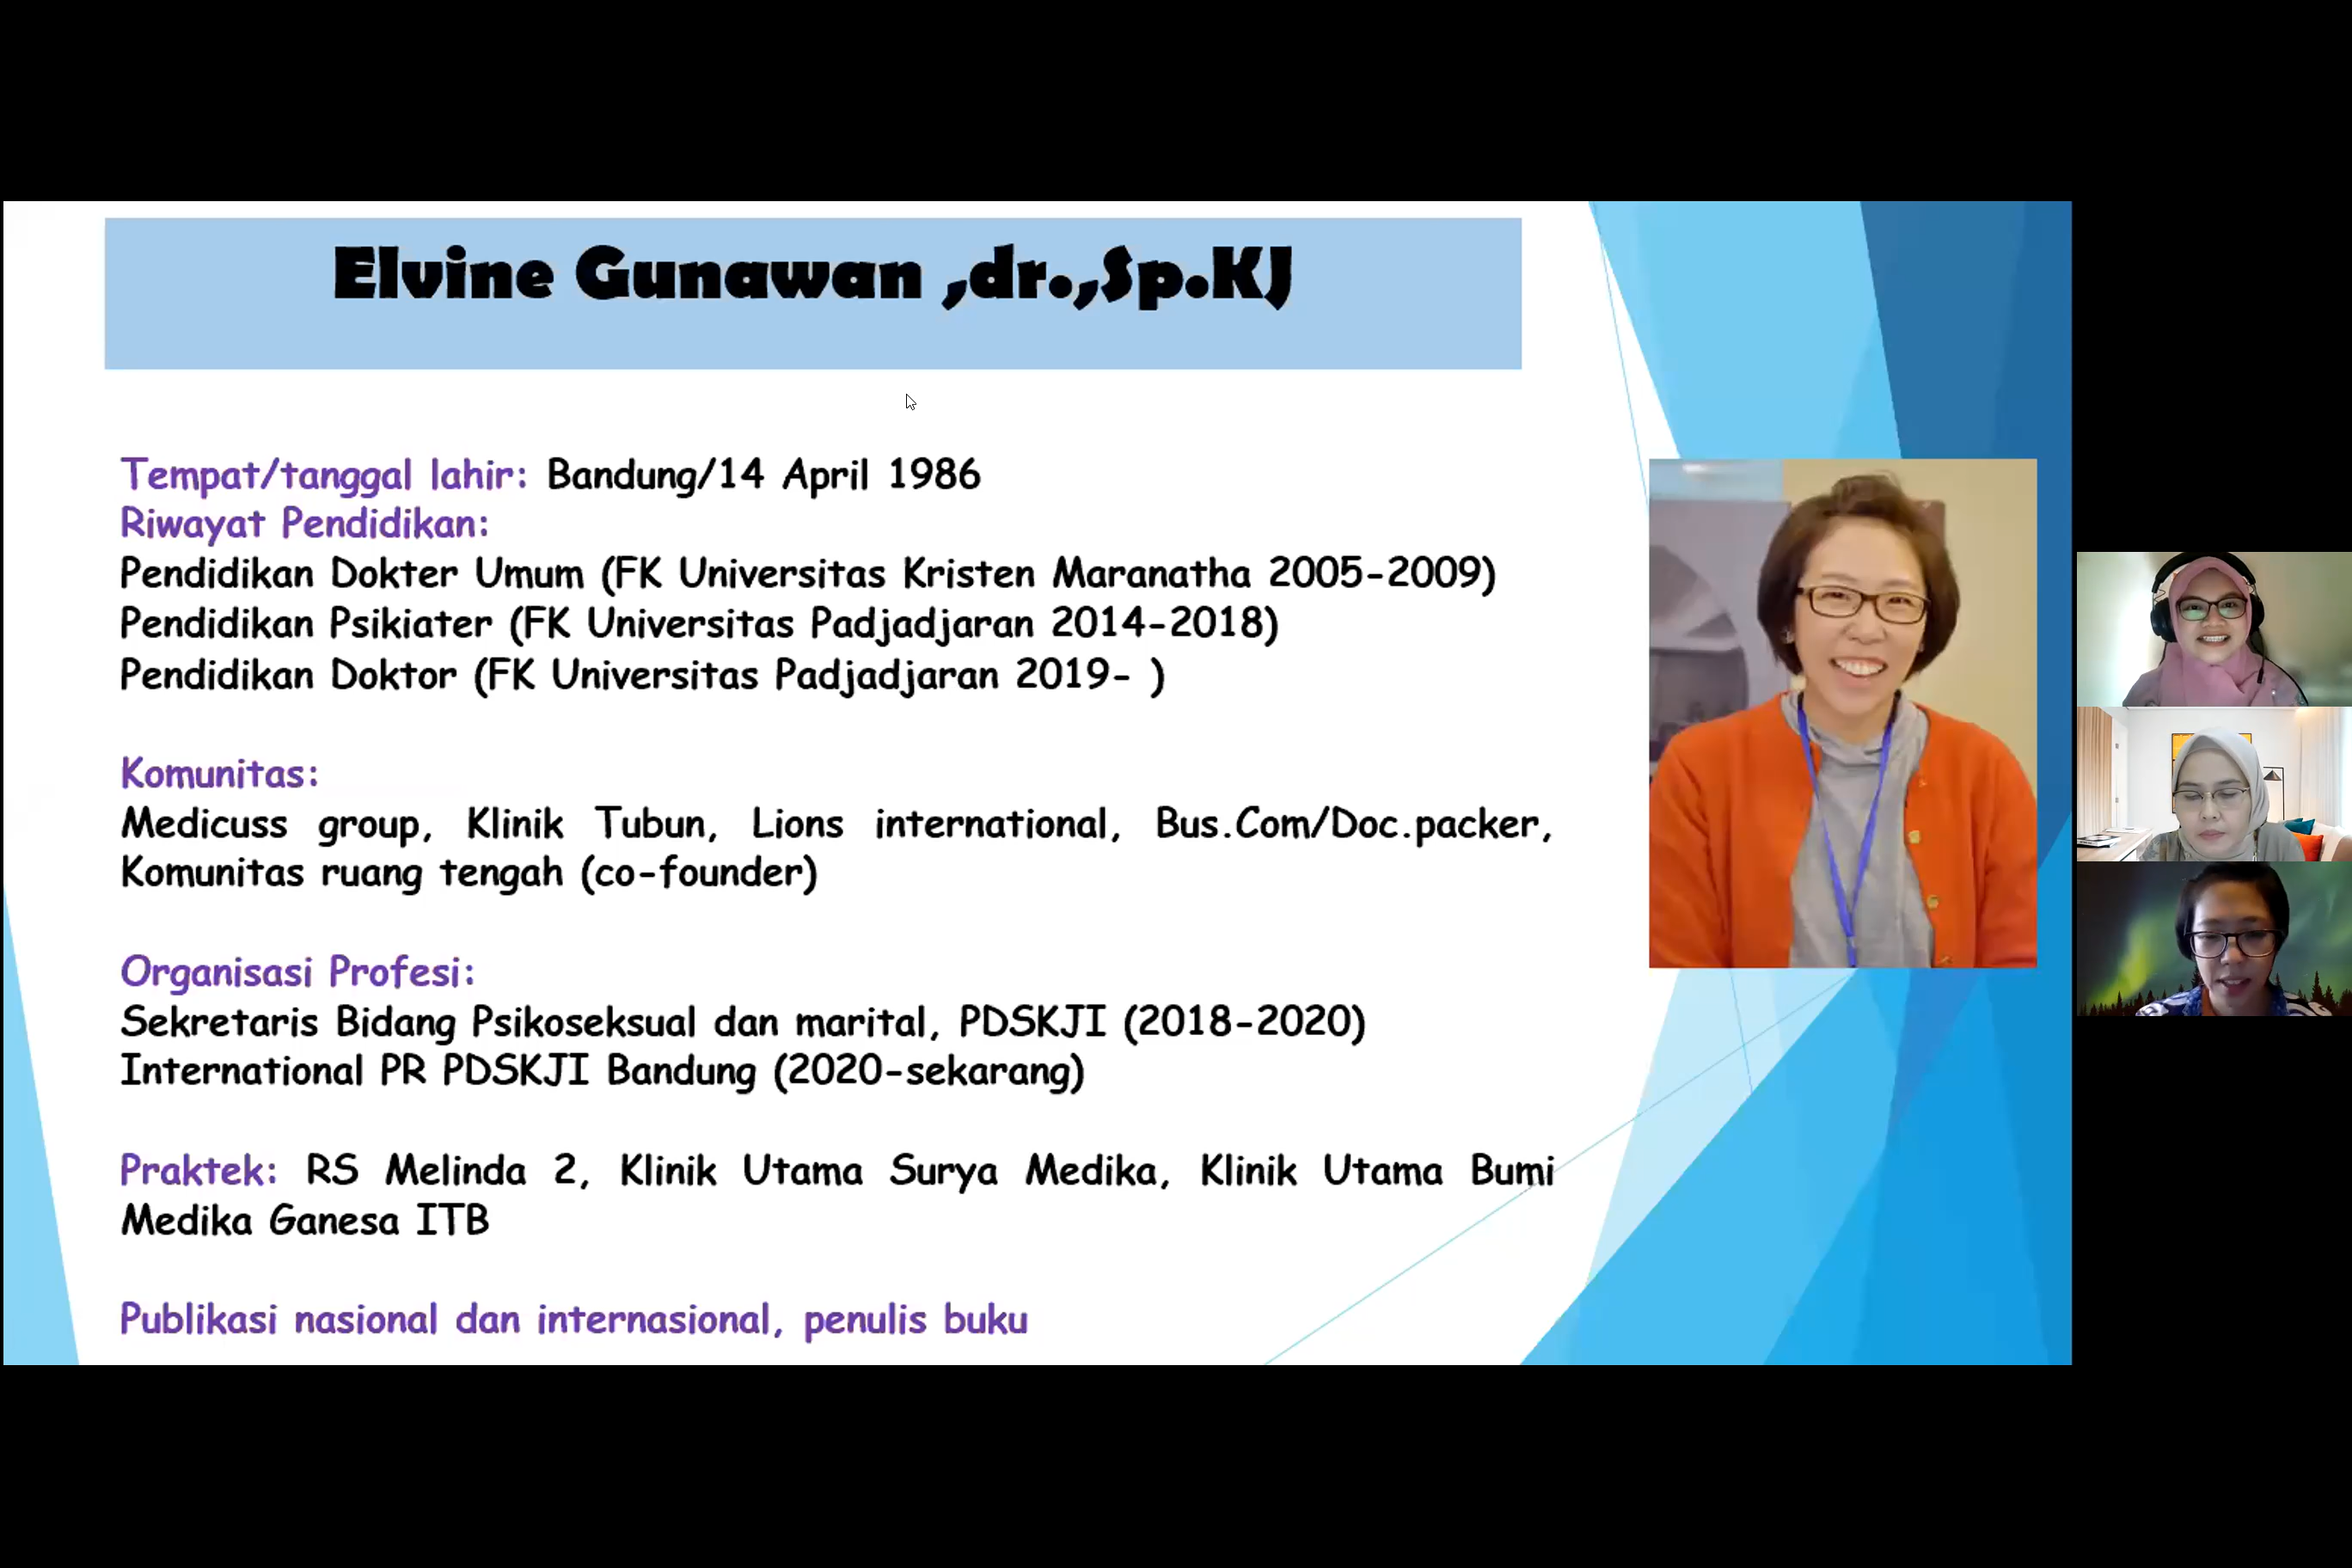 Elvine Gunawan ,dr.,Sp.KJ
Tempat/tanggal lahir: Bandung/14 April 1986
Riwayat Pendidikan:
Pendidikan Dokter Umum (FK Universitas Kristen Maranatha 2005-2009)
Pendidikan Psikiater (FK Universitas Padjadjaran 2014-2018)
Pendidikan Doktor (FK Universitas Padjadjaran 2019- )
Komunitas:
Medicuss group, Klinik Tubun, Lions international, Bus.Com/Doc.packer,
Komunitas ruang tengah (co-founder)
Organisasi Profesi:
Sekretaris Bidang Psikoseksual dan marital, PDSKJI (2018-2020)
International PR PDSKJI Bandung (2020-sekarang)
Praktek: RS Melinda 2, Klinik Utama Surya Medika, Klinik Utama Bumi
Medika Ganesa ITB
Publikasi nasional dan internasional, penulis buku